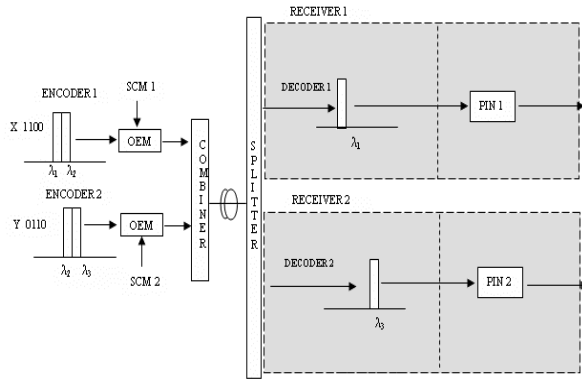 RECEIVER 1
ENCODER 1
SCM 1
X 1100
OEM
λ1 λ2
COMBINER
SPLITTER
DECODER 1
λ1
PIN 1
ENCODER 2
Y 0110
OEM
λ2 λ3
SCM 2
RECEIVER 2
DECODER 2
λ3
PIN 2